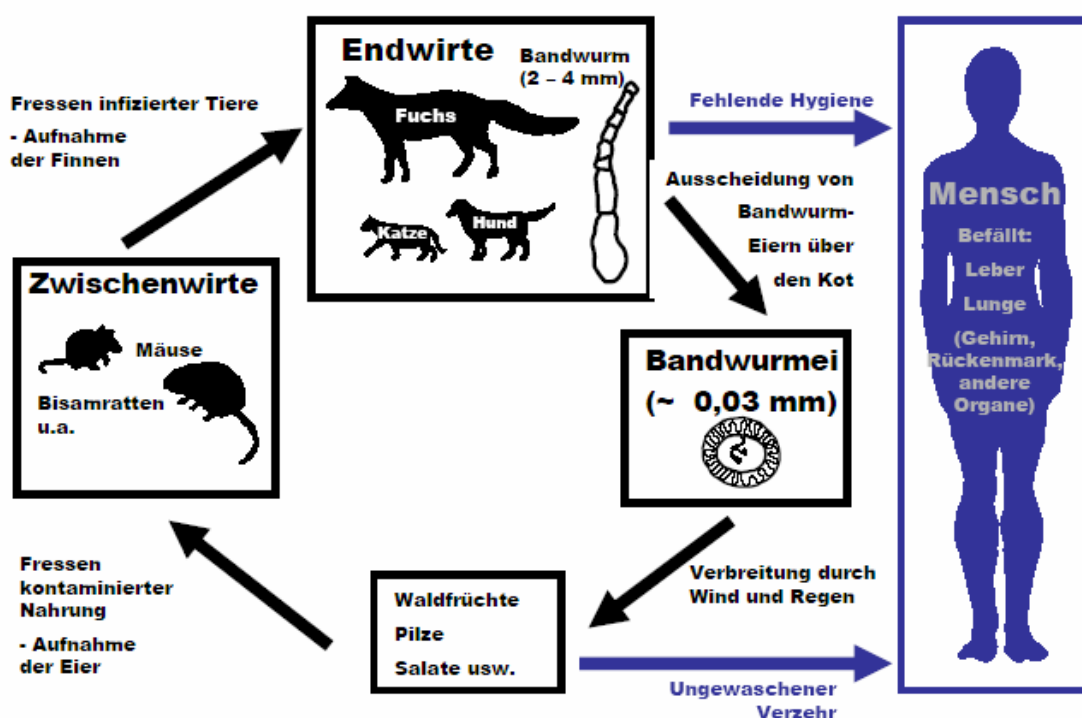 Endwirte
Bandwurm
(2 – 4 mm)
Fuchs
Katze
Hund
Fressen infizierter Tiere
- Aufnahme
der Finnen
Fehlende Hygiene
Ausscheidung von
Bandwurm-
Eiern über
den Kot
Mensch
Befällt:
Leber
Lunge
(Gehirn,
Rückenmark,
andere
Organe)
Zwischenwirte
Mäuse
Bisamratten
u.a.
Bandwurmei
(~ 0,03 mm)
Fressen
kontaminierter
Nahrung
- Aufnahme
der Eier
Waldfrüchte
Pilze
Salate usw.
Verbreitung durch
Wind und Regen
Ungewaschener
Verzehr